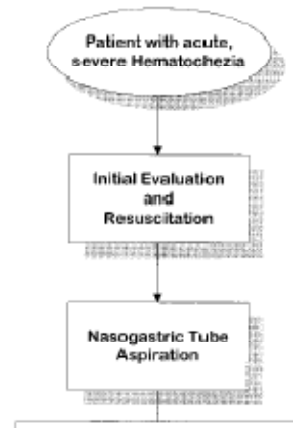 Patient with acute,
severe Hematochezia
Initial Evaluation
and
Resuscitation
Nasogastric Tube
Aspiration